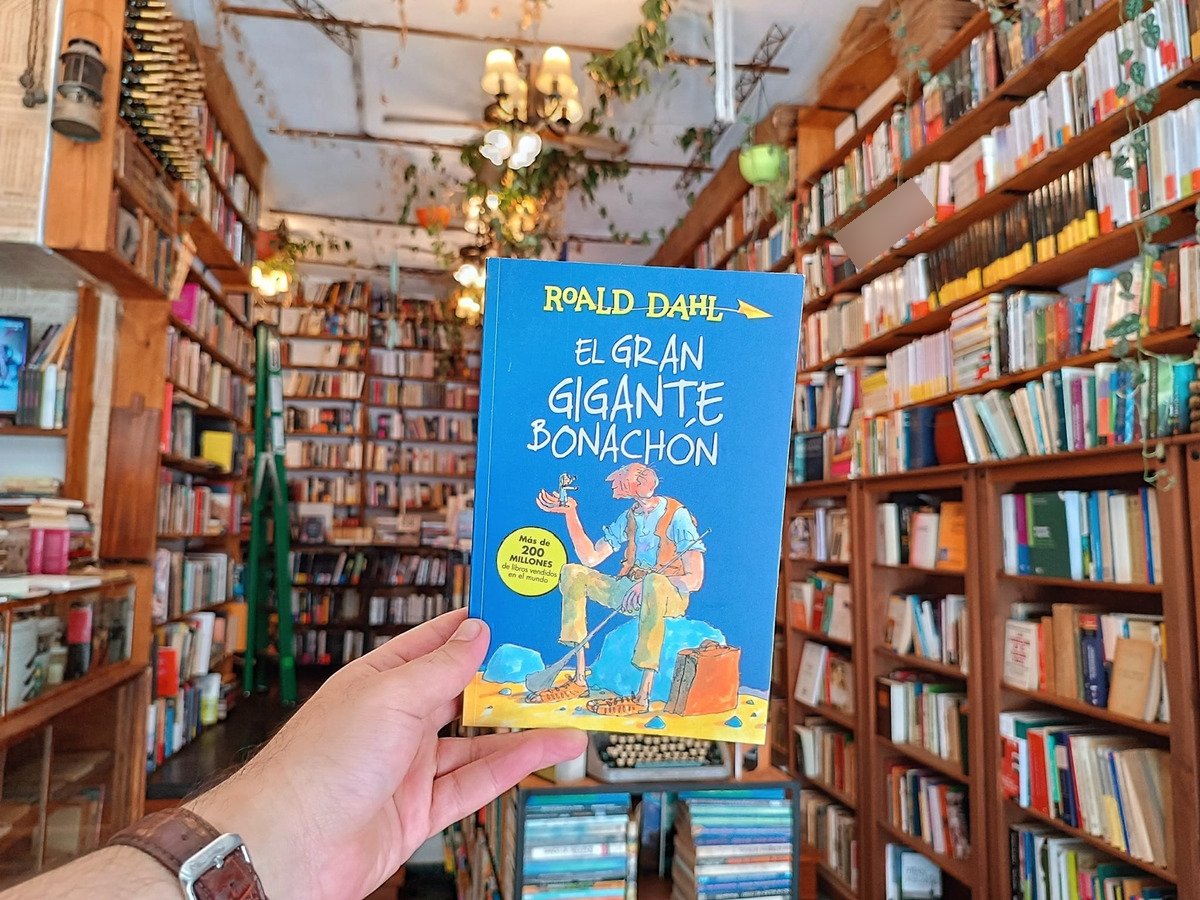 ROALD DAHL
EL GRAN
GIGANTE
BONACHÓN
Más de
200
MILLONES
de libros vendidos
en el mundo